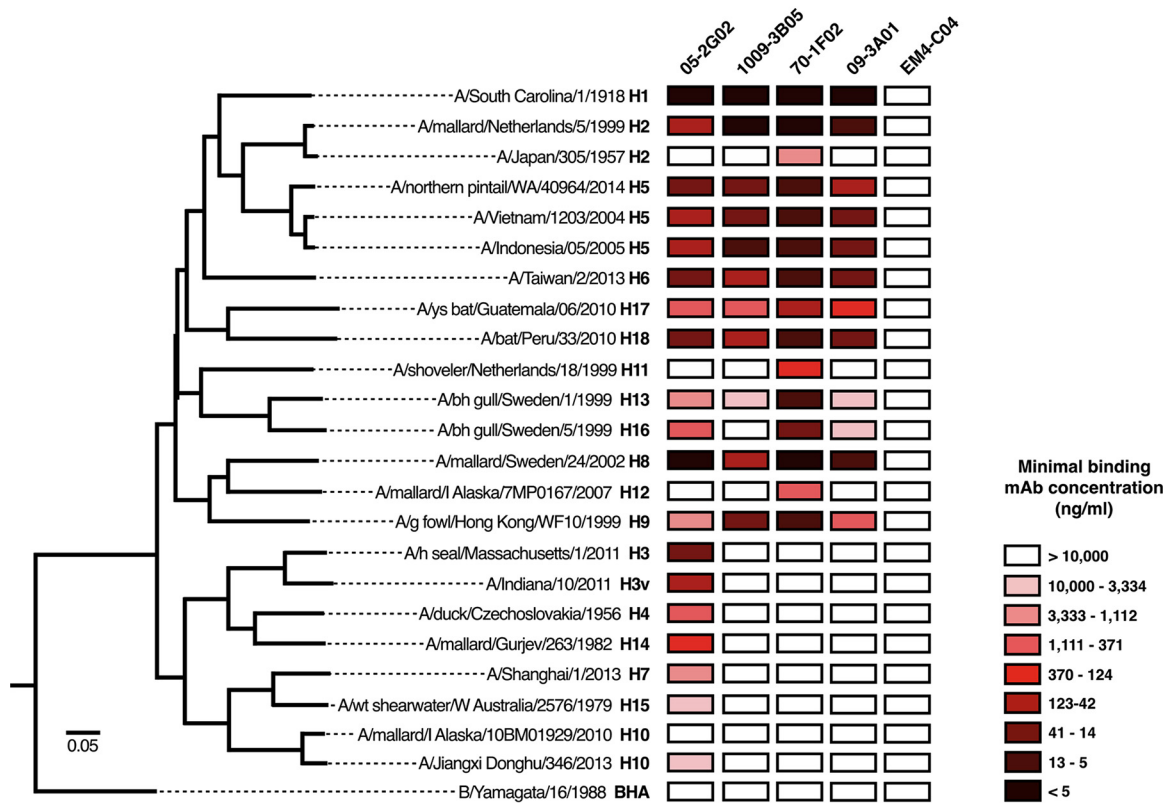 05-2G02
1009-3B05
70-1F02
09-3A01
EM4-C04
A/South Carolina/1/1918 H1
A/mallard/Netherlands/5/1999 H2
A/Japan/305/1957 H2
A/northern pintail/WA/40964/2014 H5
A/Vietnam/1203/2004 H5
A/Indonesia/05/2005 H5
A/Taiwan/2/2013 H6
A/ys bat/Guatemala/06/2010 H17
A/bat/Peru/33/2010 H18
A/shoveler/Netherlands/18/1999 H11
A/bh gull/Sweden/1/1999 H13
A/bh gull/Sweden/5/1999 H16
A/mallard/Sweden/24/2002 H8
A/mallard/I Alaska/7MP0167/2007 H12
A/g fowl/Hong Kong/WF10/1999 H9
A/h seal/Massachusetts/1/2011 H3
A/Indiana/10/2011 H3v
A/duck/Czechoslovakia/1956 H4
A/mallard/Gurjev/263/1982 H14
A/Shanghai/1/2013 H7
A/wt shearwater/W Australia/2576/1979 H15
A/mallard/I Alaska/10BM01929/2010 H10
A/Jiangxi Donghu/346/2013 H10
B/Yamagata/16/1988 BHA
0.05
Minimal binding
mAb concentration
(ng/ml)
> 10,000
10,000 - 3,334
3,333 - 1,112
1,111 - 371
370 - 124
123-42
41 - 14
13 - 5
< 5